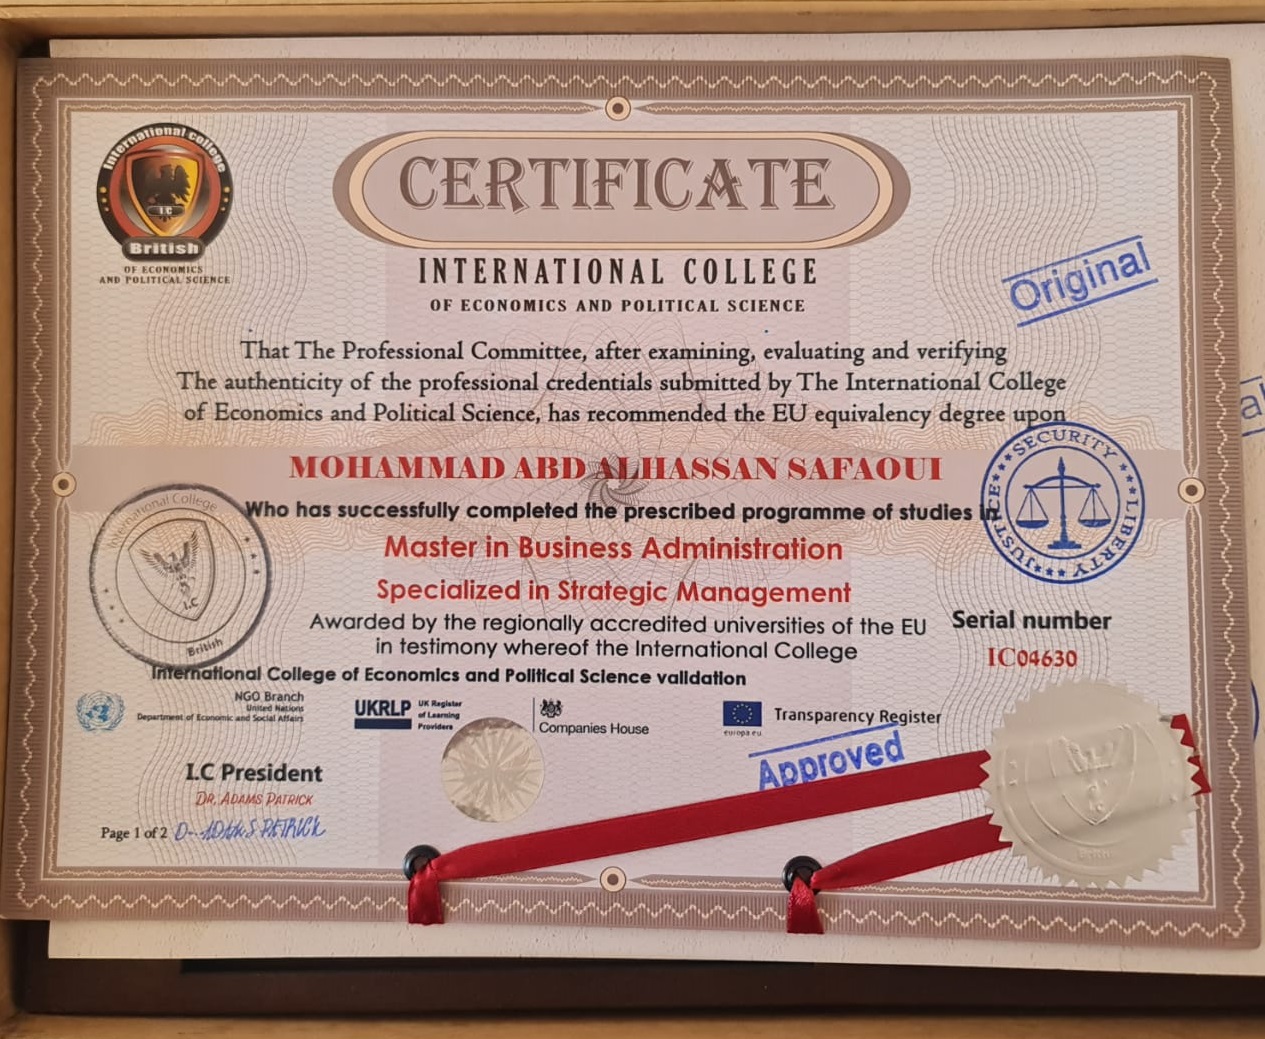 International college
I.C
British
OF ECONOMICS
AND POLITICAL SCIENCE
CERTIFICATE
INTERNATIONAL COLLEGE
OF ECONOMICS AND POLITICAL SCIENCE
Original
That The Professional Committee, after examining, evaluating and verifying
The authenticity of the professional credentials submitted by The International College
of Economics and Political Science, has recommended the EU equivalency degree upon
MOHAMMAD ABD ALHASSAN SAFAOUI
Who has successfully completed the prescribed programme of studies in
Master in Business Administration
Specialized in Strategic Management
Awarded by the regionally accredited universities of the EU
in testimony whereof the International College
International College of Economics and Political Science validation
SECURITY
LIBERTY
JUSTICE
Serial number
IC04630
International College
I.C
British
NGO Branch
United Nations
Department of Economic and Social Affairs
UKRLP
UK Register
of Learning
Providers
Companies House
europa.eu
Transparency Register
Approved
I.C President
DR. ADAMS PATRICK
Page 1 of 2
D. ADAMS PATRICK
British